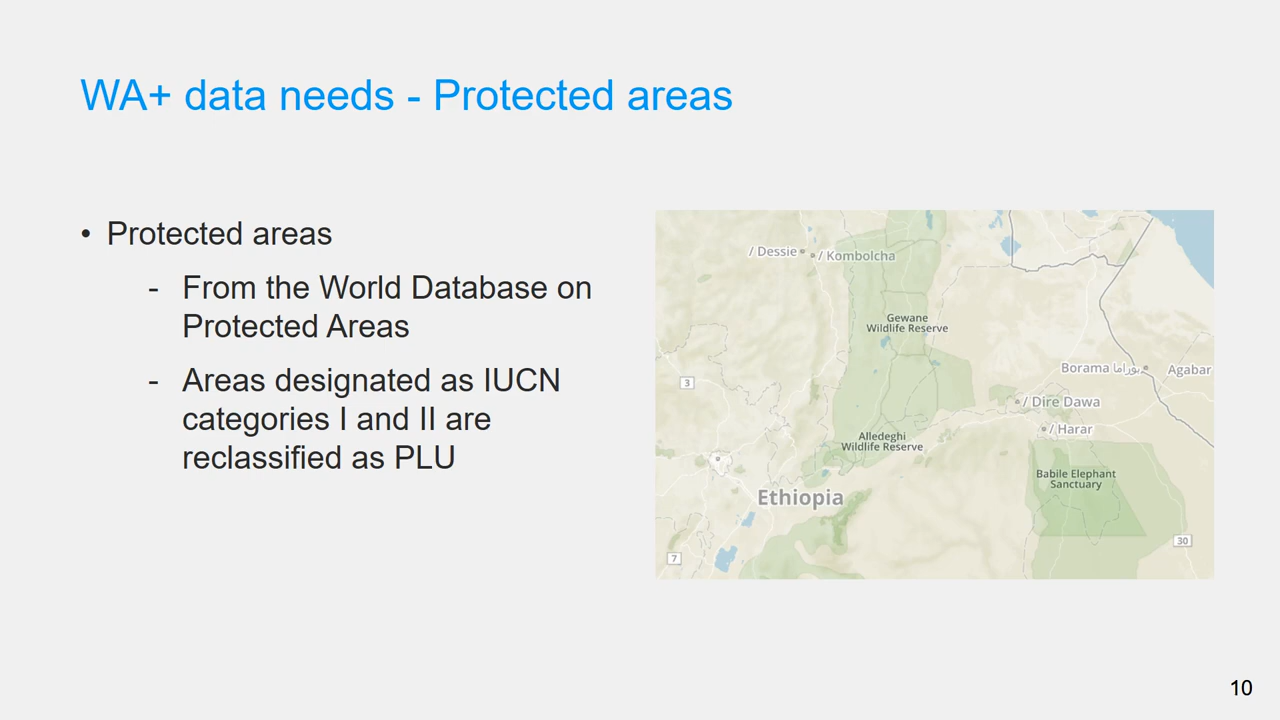 WA+ data needs - Protected areas
• Protected areas
- From the World Database on
Protected Areas
- Areas designated as IUCN
categories I and II are
reclassified as PLU
/ Dessie
/ Kombolcha
Gewane
Wildlife Reserve
3
Borama بوراما
Agabar
/ Dire Dawa
/ Harar
Alledeghi
Wildlife Reserve
Babile Elephant
Sanctuary
Ethiopia
30
7
10